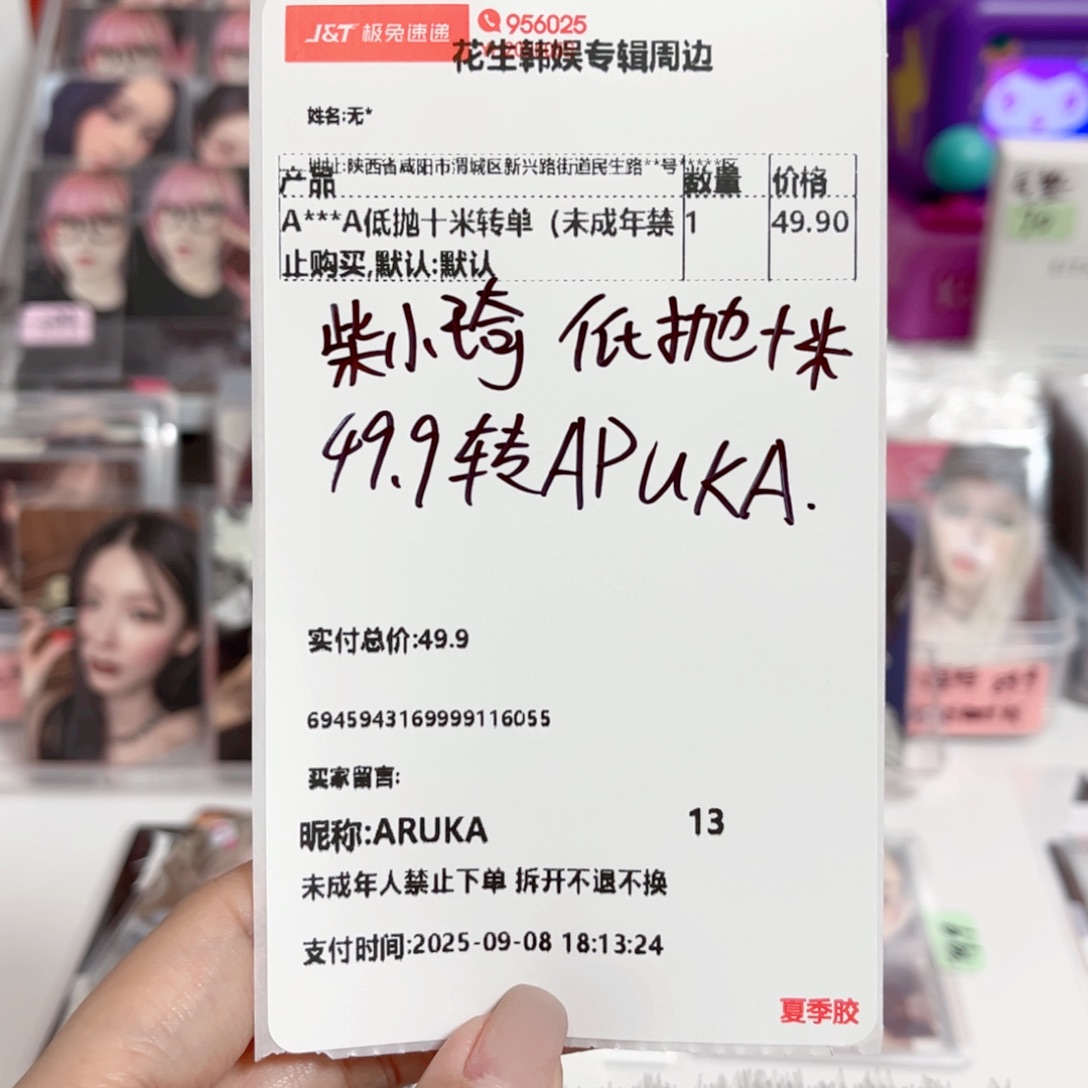 J&T 极兔速递
956025
花生韩娱专辑周边
姓名:无*
地址:陕西省咸阳市渭城区新兴路街道民生路**号*****区
产品 数量 价格
A***A低抛十米转单（未成年禁 1 49.90
止购买,默认:默认
柴小琦 低抛十米
49.9转APUKA.
实付总价:49.9
6945943169999116055
买家留言:
昵称:ARUKA 13
未成年人禁止下单 拆开不退不换
支付时间:2025-09-08 18:13:24
夏季胶